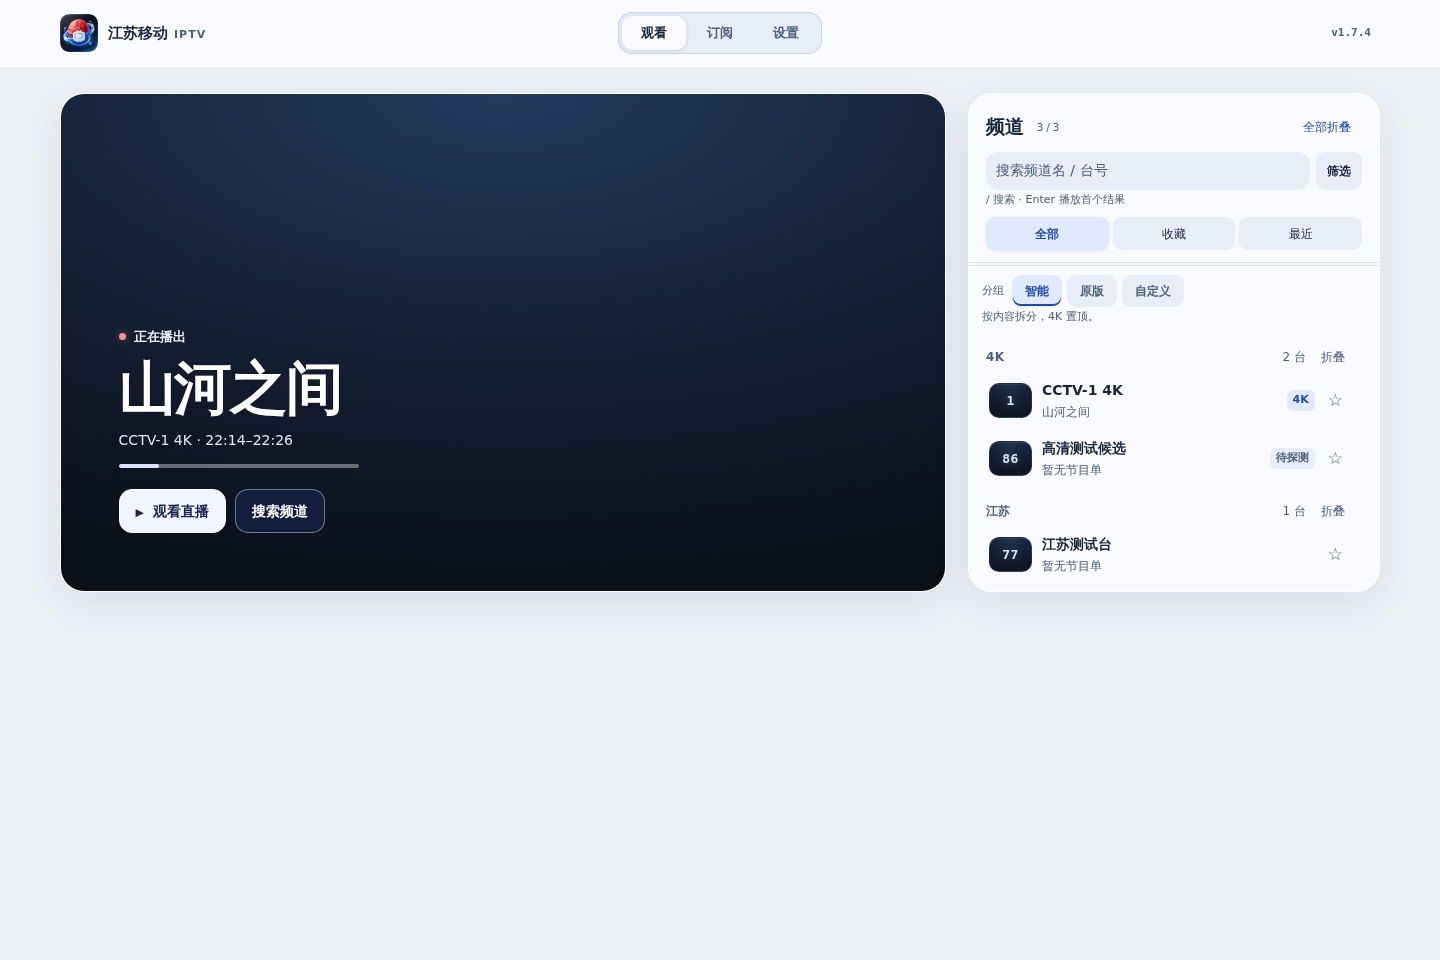 江苏移动 IPTV
观看 订阅 设置
v1.7.4
正在播出
山河之间
CCTV-1 4K · 22:14–22:26
► 观看直播 搜索频道
频道 3 / 3 全部折叠
搜索频道名 / 台号 筛选
/ 搜索 · Enter 播放首个结果
全部 收藏 最近
分组 智能 原版 自定义
按内容拆分，4K 置顶。
4K 2 台 折叠
1 CCTV-1 4K 4K ☆
山河之间
86 高清测试候选 待探测 ☆
暂无节目单
江苏 1 台 折叠
77 江苏测试台 ☆
暂无节目单